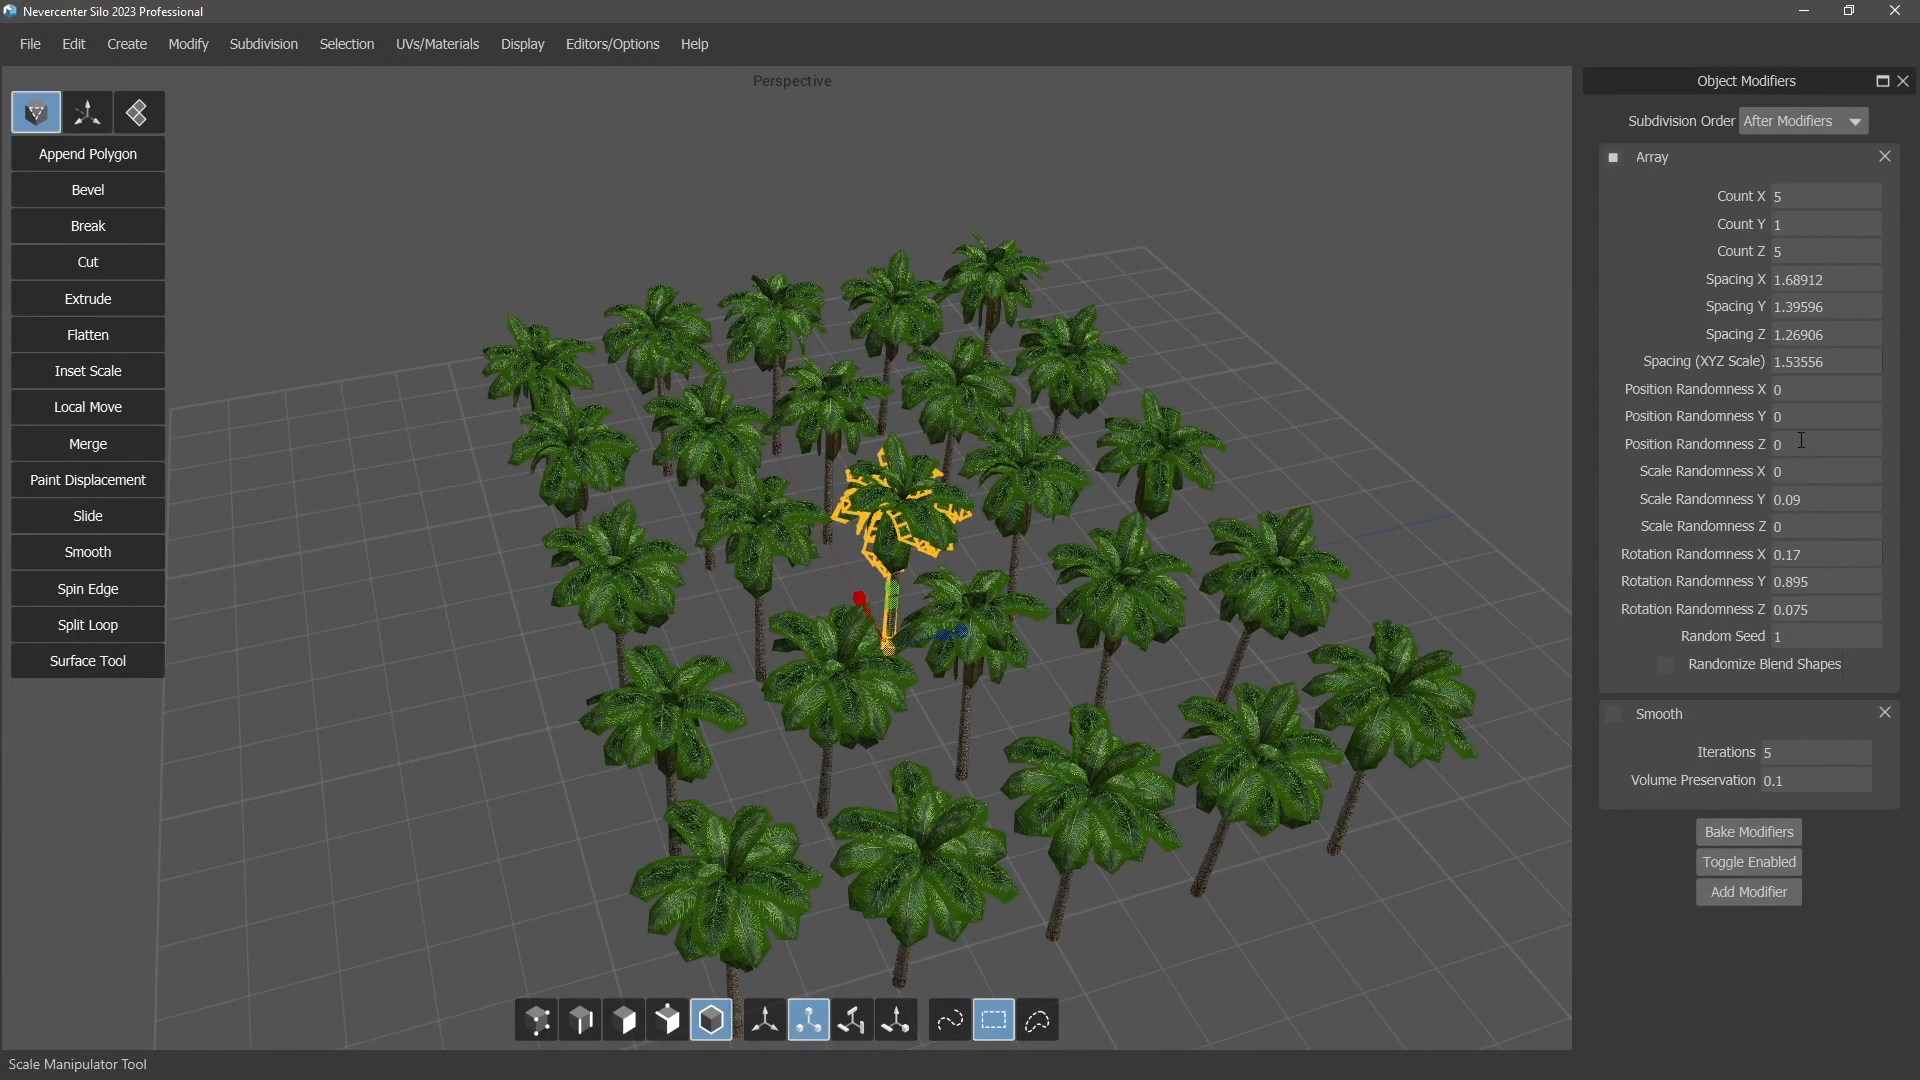 Nevercenter Silo 2023 Professional
File Edit Create Modify Subdivision Selection UVs/Materials Display Editors/Options Help
Perspective
Append Polygon
Bevel
Break
Cut
Extrude
Flatten
Inset Scale
Local Move
Merge
Paint Displacement
Slide
Smooth
Spin Edge
Split Loop
Surface Tool
Object Modifiers
Subdivision Order After Modifiers
Array
Count X 5
Count Y 1
Count Z 5
Spacing X 1.68912
Spacing Y 1.39596
Spacing Z 1.26906
Spacing (XYZ Scale) 1.53556
Position Randomness X 0
Position Randomness Y 0
Position Randomness Z 0
Scale Randomness X 0
Scale Randomness Y 0.09
Scale Randomness Z 0
Rotation Randomness X 0.17
Rotation Randomness Y 0.895
Rotation Randomness Z 0.075
Random Seed 1
Randomize Blend Shapes
Smooth
Iterations 5
Volume Preservation 0.1
Bake Modifiers
Toggle Enabled
Add Modifier
Scale Manipulator Tool